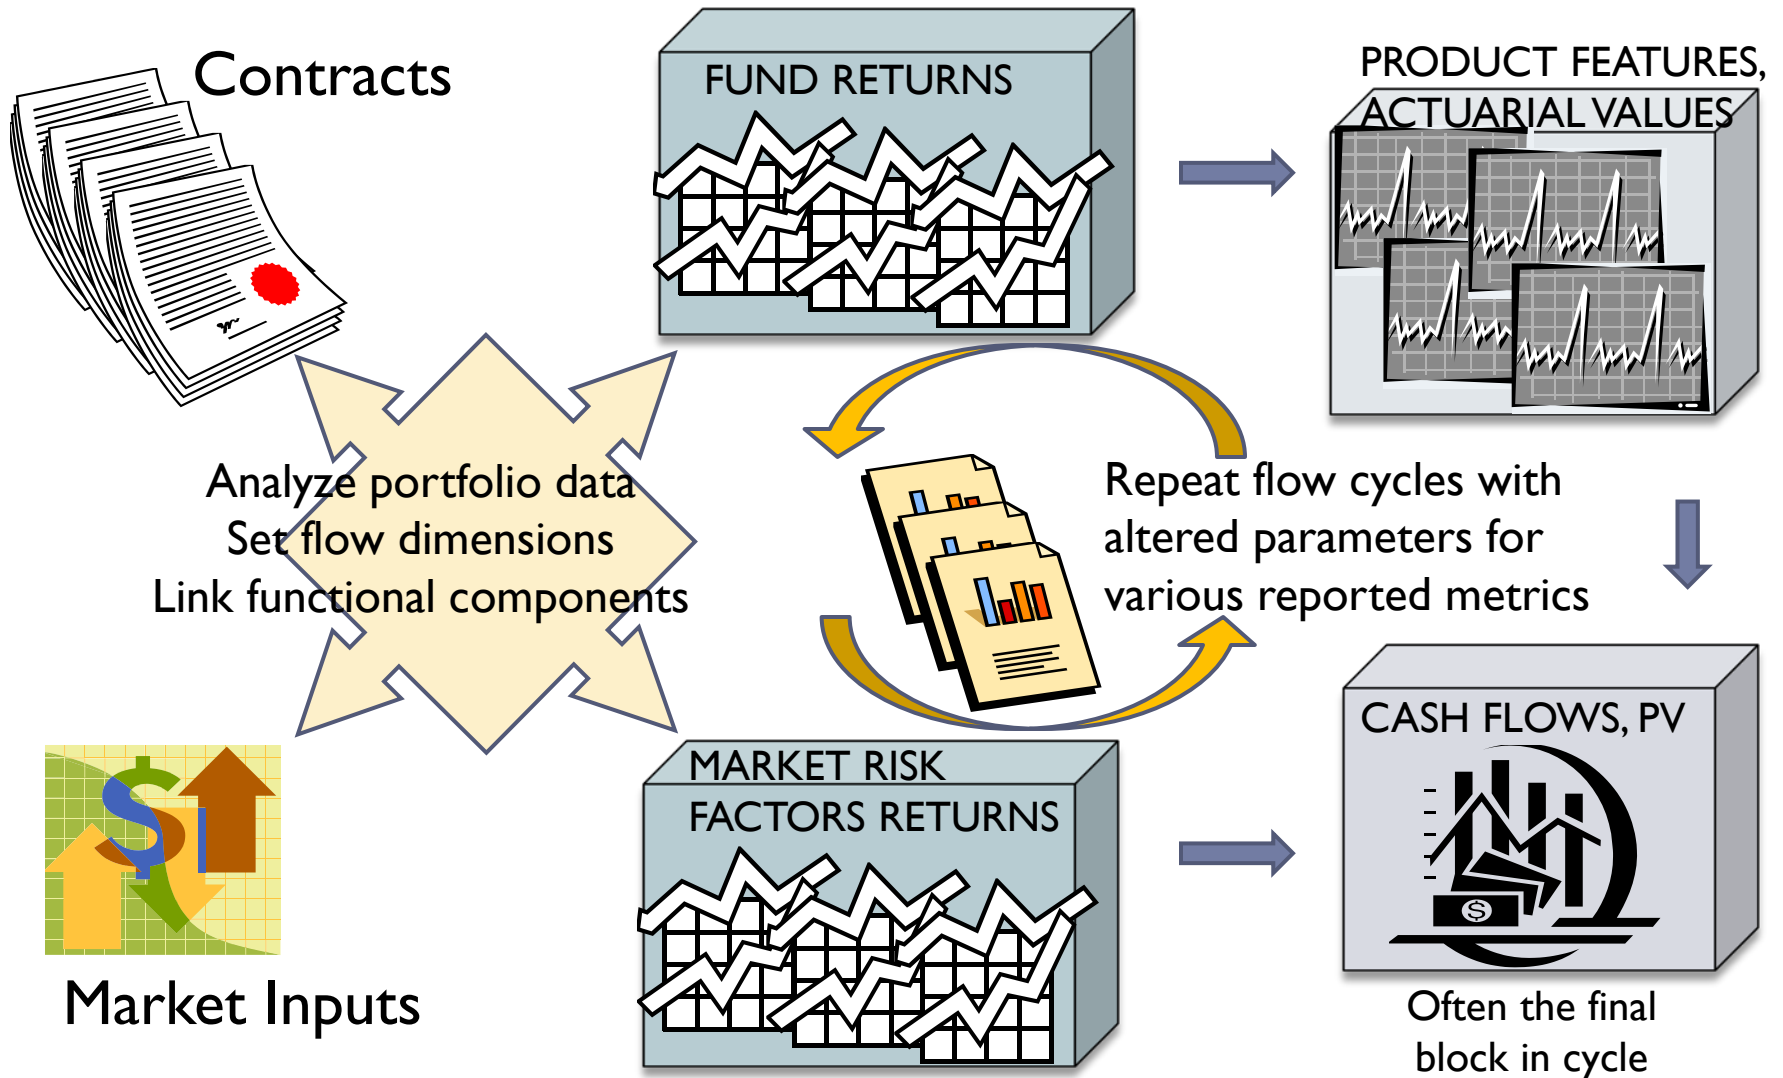 Contracts
FUND RETURNS
PRODUCT FEATURES,
ACTUARIAL VALUES
Analyze portfolio data
Set flow dimensions
Link functional components
Repeat flow cycles with
altered parameters for
various reported metrics
Market Inputs
MARKET RISK
FACTORS RETURNS
CASH FLOWS, PV
$
Often the final
block in cycle